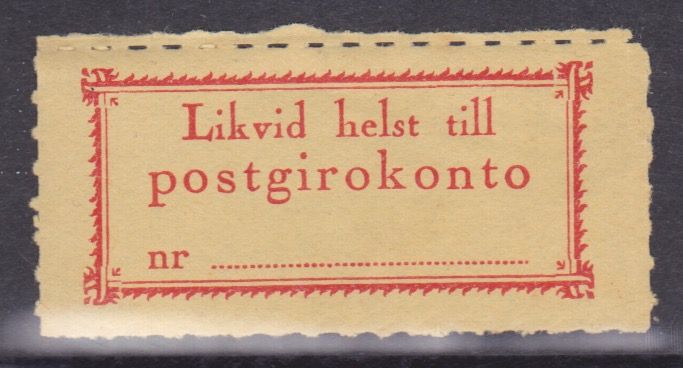 Likvid helst till
postgirokonto
nr ........................................